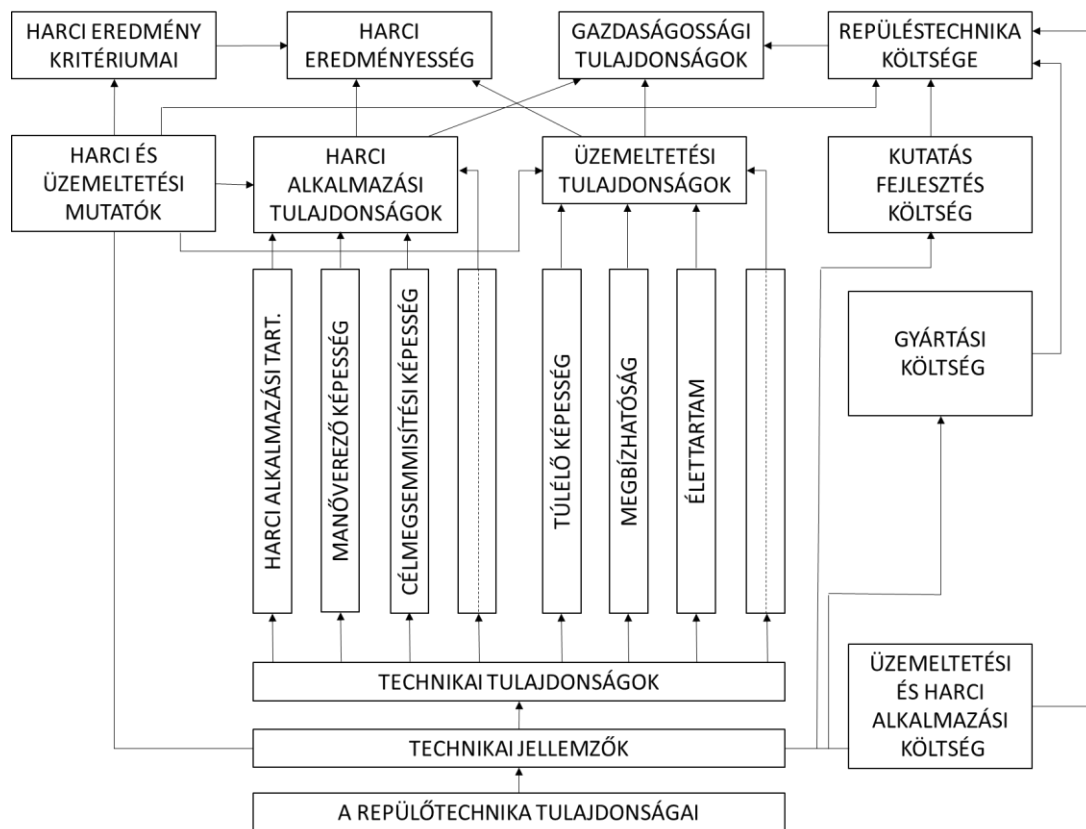 HARCI EREDMÉNY
KRITÉRIUMAI
HARCI
EREDMÉNYESSÉG
GAZDASÁGOSSÁGI
TULAJDONSÁGOK
REPÜLÉSTECHNIKA
KÖLTSÉGE
HARCI ÉS
ÜZEMELTETÉSI
MUTATÓK
HARCI
ALKALMAZÁSI
TULAJDONSÁGOK
ÜZEMELTETÉSI
TULAJDONSÁGOK
KUTATÁS
FEJLESZTÉS
KÖLTSÉG
HARCI ALKALMAZÁSI TART.
MANŐVEREZŐ KÉPESSÉG
CÉLMEGSEMMISÍTÉSI KÉPESSÉG
TÚLÉLŐ KÉPESSÉG
MEGBÍZHATÓSÁG
ÉLETTARTAM
GYÁRTÁSI
KÖLTSÉG
TECHNIKAI TULAJDONSÁGOK
ÜZEMELTETÉSI
ÉS HARCI
ALKALMAZÁSI
KÖLTSÉG
TECHNIKAI JELLEMZŐK
A REPÜLŐTECHNIKA TULAJDONSÁGAI